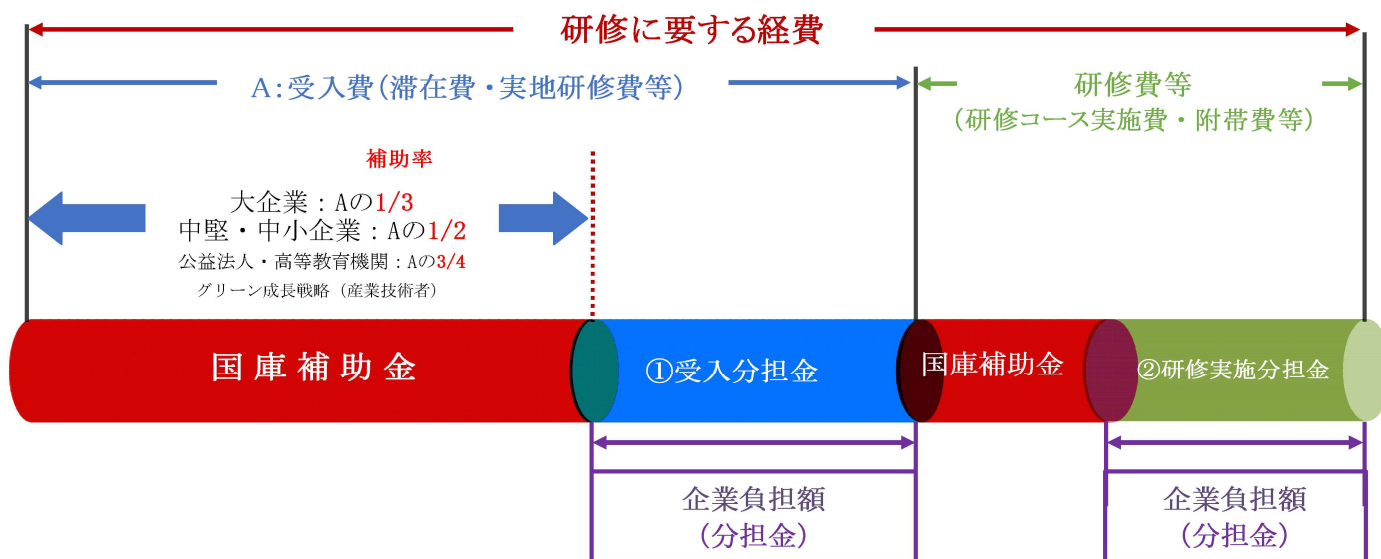 研修に要する経費
A:受入費(滞在費・実地研修費等)
研修費等
(研修コース実施費・附帯費等)
補助率
大企業:Aの1/3
中堅・中小企業:Aの1/2
公益法人・高等教育機関:Aの3/4
グリーン成長戦略(産業技術者)
国庫補助金
①受入分担金
国庫補助金
②研修実施分担金
企業負担額
(分担金)
企業負担額
(分担金)